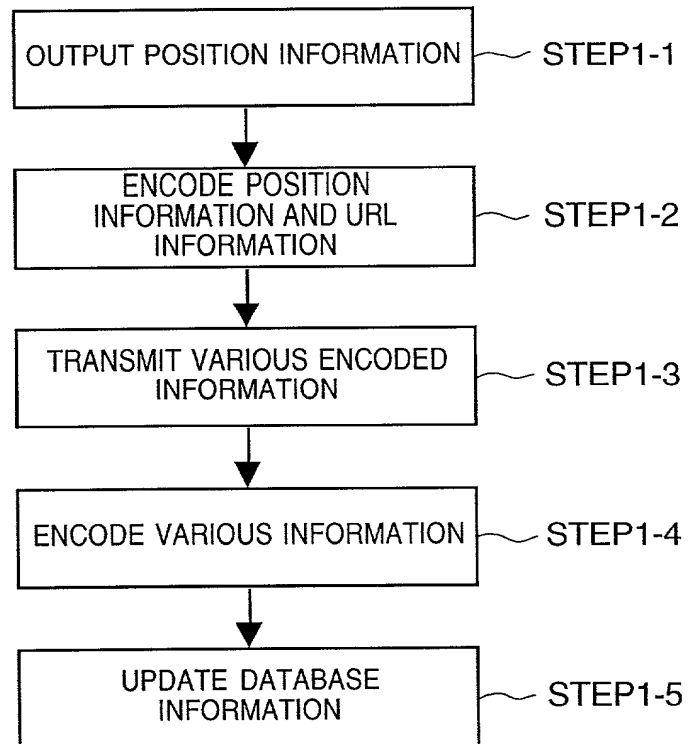 OUTPUT POSITION INFORMATION
STEP1-1
ENCODE POSITION
INFORMATION AND URL
INFORMATION
STEP1-2
TRANSMIT VARIOUS ENCODED
INFORMATION
STEP1-3
ENCODE VARIOUS INFORMATION
STEP1-4
UPDATE DATABASE
INFORMATION
STEP1-5